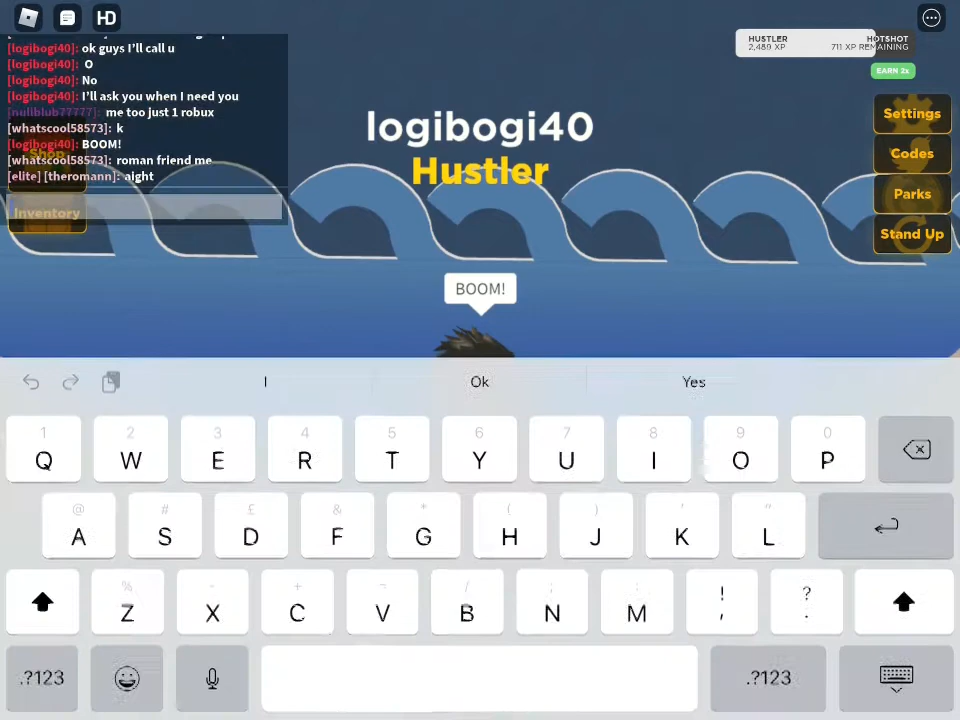 HD
[logibogi40]: ok guys I'll call u
[logibogi40]: O
[logibogi40]: No
[logibogi40]: I'll ask you when I need you
[nuliblub77777]: me too just 1 robux
[whatscool58573]: k
[logibogi40]: BOOM!
[whatscool58573]: roman friend me
[elite] [theromann]: aight
Shop
Inventory
HUSTLER
2,489 XP
HOTSHOT
711 XP REMAINING
EARN 2x
Settings
Codes
Parks
Stand Up
logibogi40
Hustler
BOOM!
I Ok Yes
1 2 3 4 5 6 7 8 9 0
Q W E R T Y U I O P
@ # £ & * ( ) ' "
A S D F G H J K L
% - + ¬ / ; : ! ?
Z X C V B N M , .
.?123 .?123